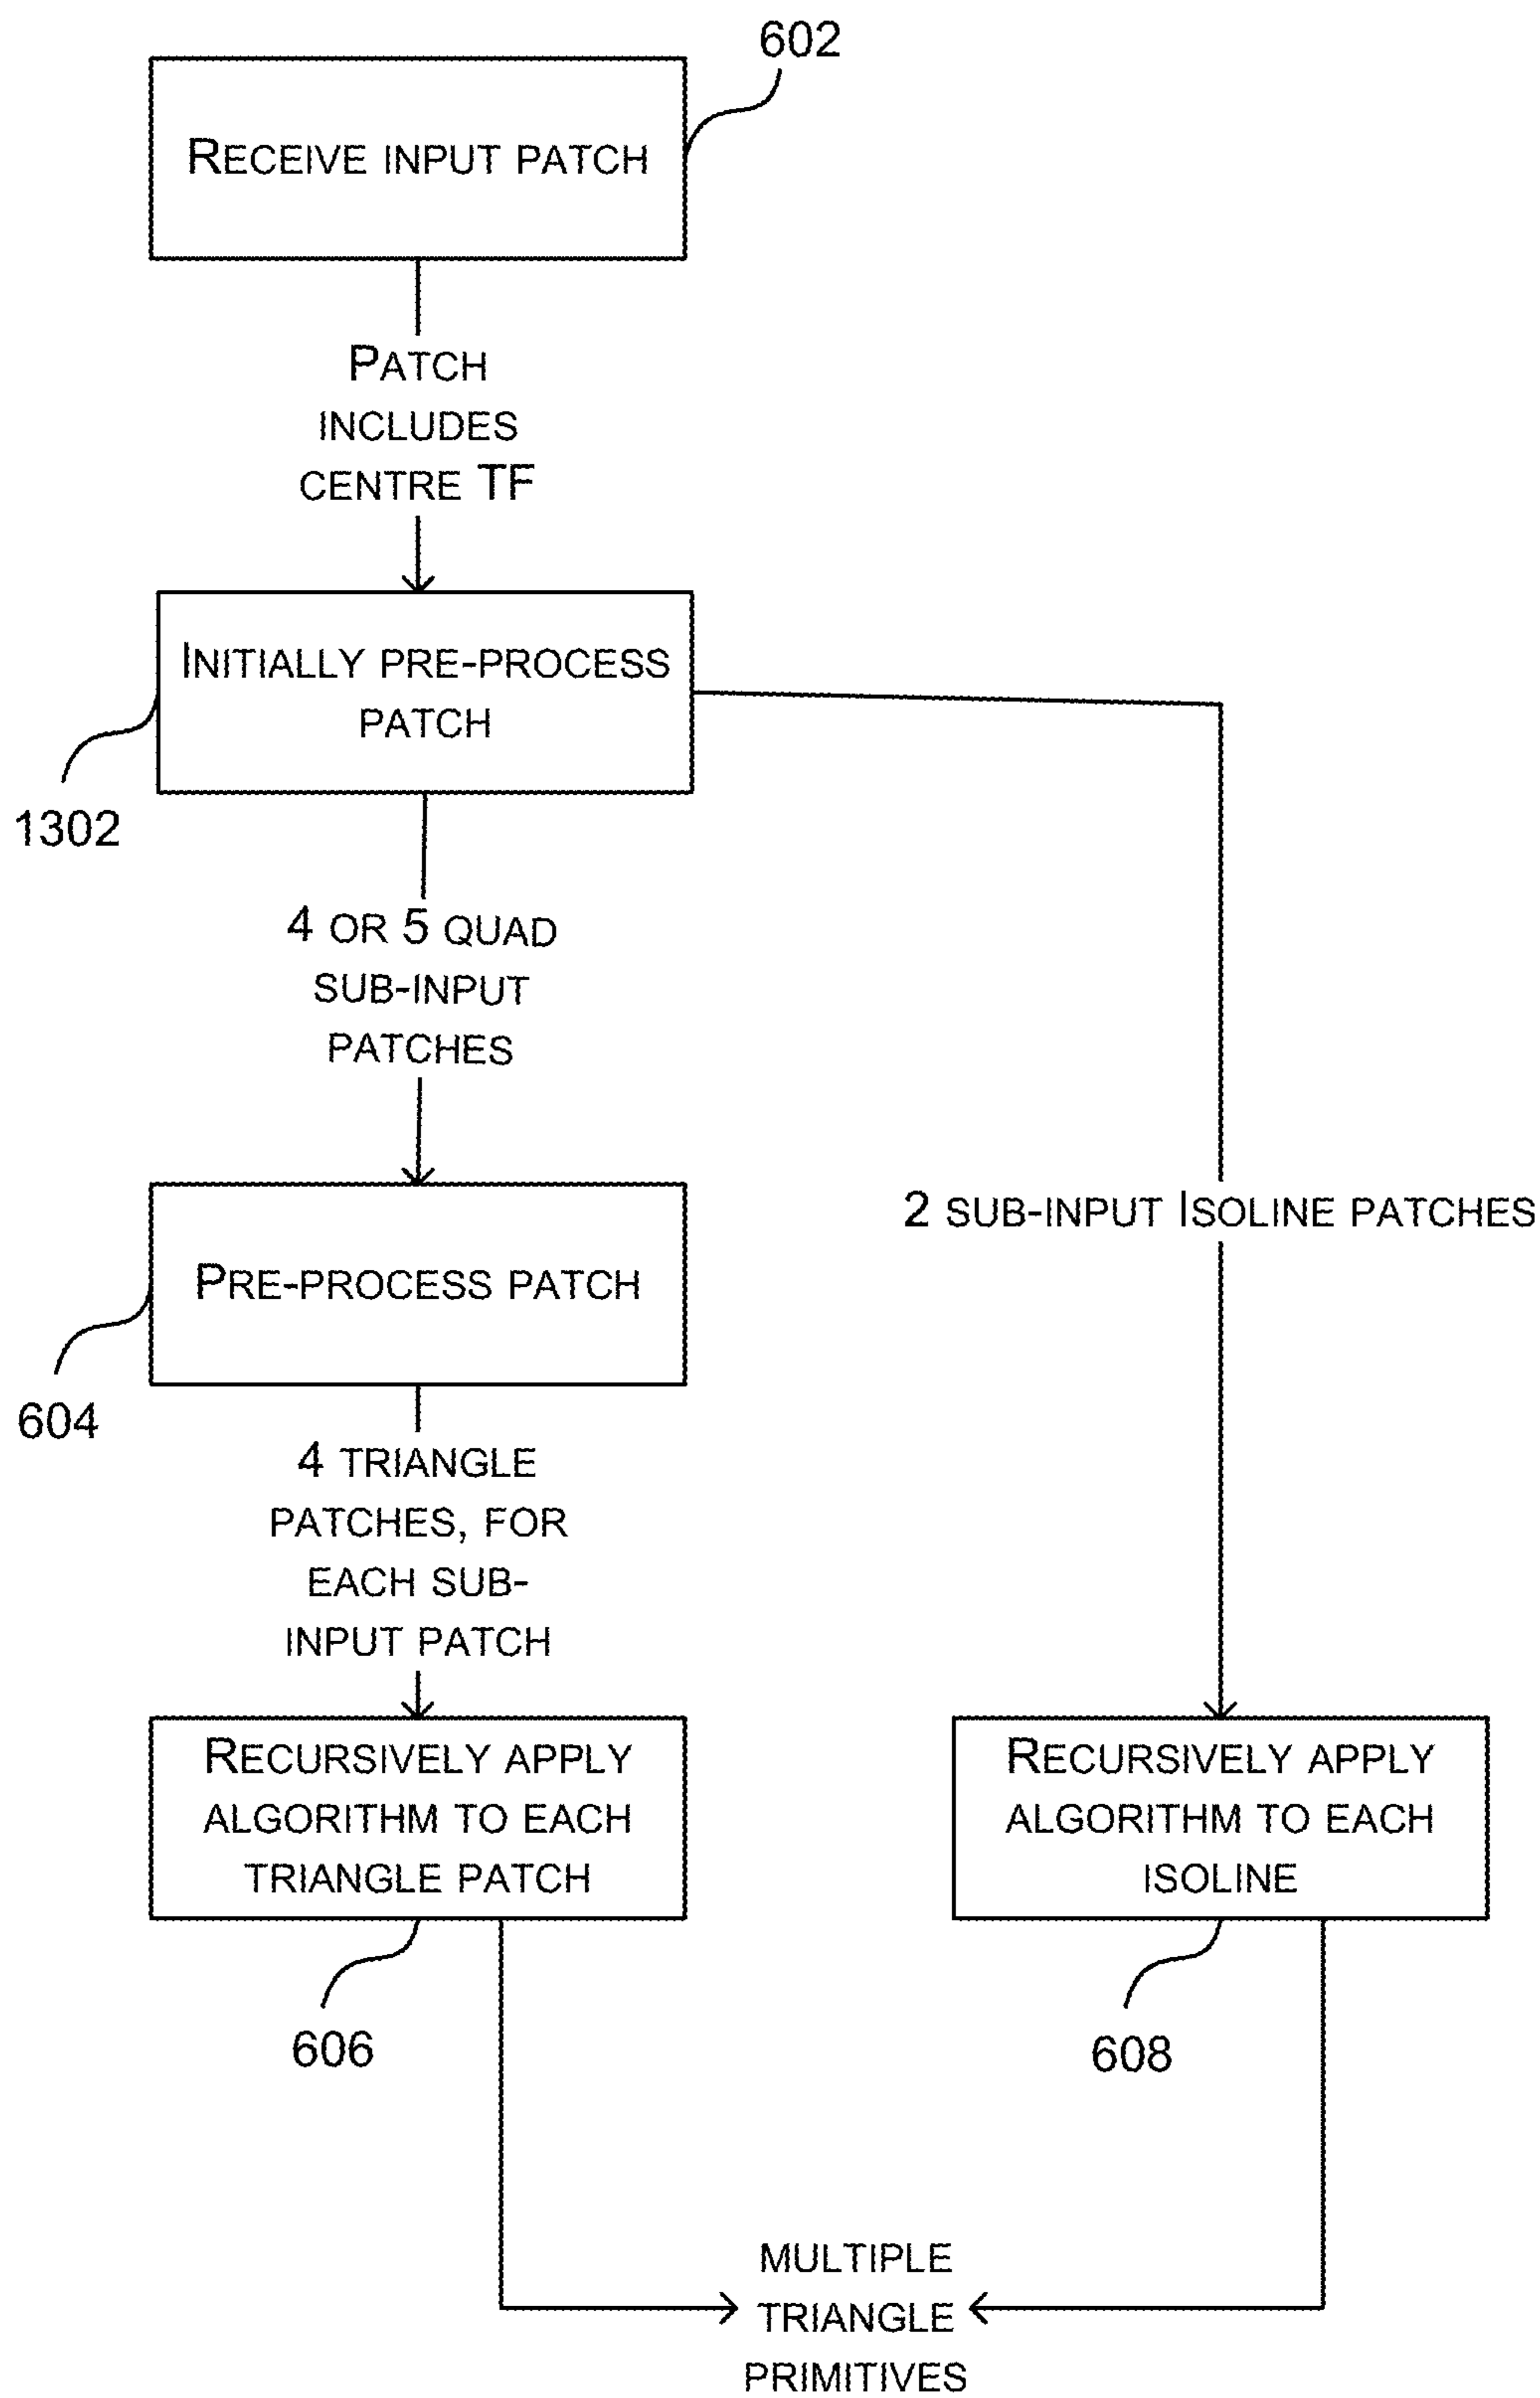 602
RECEIVE INPUT PATCH
PATCH
INCLUDES
CENTRE TF
INITIALLY PRE-PROCESS
PATCH
1302
4 OR 5 QUAD
SUB-INPUT
PATCHES
2 SUB-INPUT ISOLINE PATCHES
PRE-PROCESS PATCH
604
4 TRIANGLE
PATCHES, FOR
EACH SUB-
INPUT PATCH
RECURSIVELY APPLY
ALGORITHM TO EACH
TRIANGLE PATCH
RECURSIVELY APPLY
ALGORITHM TO EACH
ISOLINE
606
608
MULTIPLE
TRIANGLE
PRIMITIVES